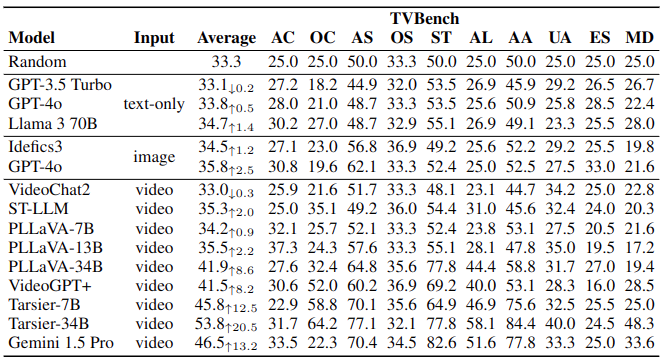 TVBench
Model Input Average AC OC AS OS ST AL AA UA ES MD
Random 33.3 25.0 25.0 50.0 33.3 50.0 25.0 50.0 25.0 25.0 25.0
GPT-3.5 Turbo 33.1↓0.2 27.2 18.2 44.9 32.0 53.5 26.9 45.9 29.2 26.5 26.7
GPT-4o text-only 33.8↑0.5 28.0 21.0 48.7 33.3 53.5 25.6 50.9 25.8 28.5 22.4
Llama 3 70B 34.7↑1.4 30.2 27.0 48.7 32.9 55.1 26.9 49.1 23.3 25.5 28.0
Idefics3 34.5↑1.2 27.1 23.0 56.8 36.9 49.2 25.6 52.2 29.2 25.5 19.8
image
GPT-4o 35.8↑2.5 30.8 19.6 62.1 33.3 52.4 25.0 52.5 27.5 33.0 21.6
VideoChat2 video 33.0↓0.3 25.9 21.6 51.7 33.3 48.1 23.1 44.7 34.2 25.0 22.8
ST-LLM video 35.3↑2.0 25.0 35.1 49.2 36.0 54.4 31.0 45.6 32.4 24.0 20.3
PLLaVA-7B video 34.2↑0.9 32.1 25.7 52.1 33.3 52.4 23.8 53.1 27.5 20.5 21.6
PLLaVA-13B video 35.5↑2.2 37.3 24.3 57.6 33.3 55.1 28.1 47.8 35.0 19.5 17.2
PLLaVA-34B video 41.9↑8.6 27.6 32.4 64.8 35.6 77.8 44.4 58.8 31.7 27.0 19.4
VideoGPT+ video 41.5↑8.2 30.6 52.0 60.2 36.9 69.2 40.0 53.1 28.3 16.0 28.5
Tarsier-7B video 45.8↑12.5 22.9 58.8 70.1 35.6 64.9 46.9 75.6 32.5 25.5 25.0
Tarsier-34B video 53.8↑20.5 31.7 64.2 77.1 32.1 77.8 58.1 84.4 40.0 24.5 48.3
Gemini 1.5 Pro video 46.5↑13.2 33.5 22.3 70.4 34.5 82.6 51.6 77.8 33.3 25.0 33.6